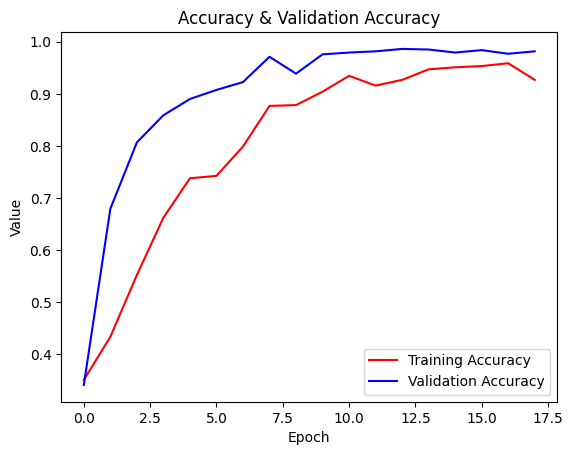 Accuracy & Validation Accuracy
1.0
0.9
0.8
0.7
0.6
0.5
0.4
Value
0.0 2.5 5.0 7.5 10.0 12.5 15.0 17.5
Epoch
Training Accuracy
Validation Accuracy